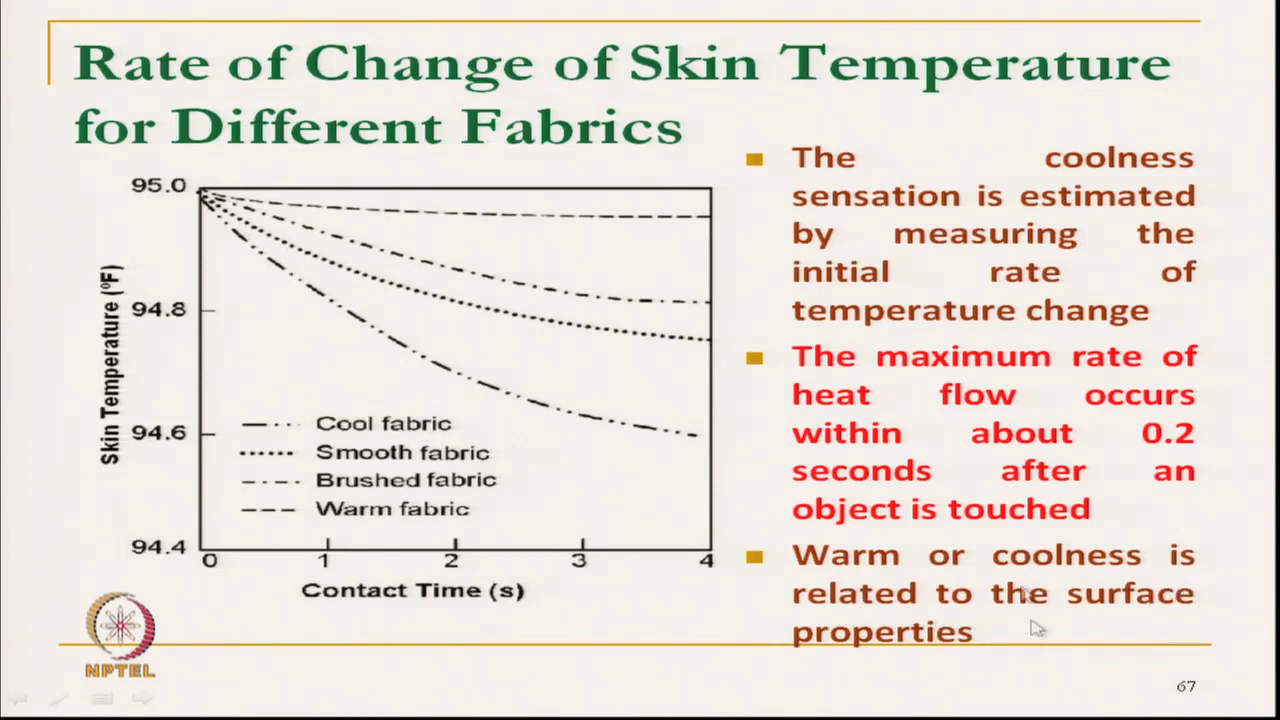 Rate of Change of Skin Temperature
for Different Fabrics
95.0
94.8
94.6
94.4
Skin Temperature (ºF)
Cool fabric
Smooth fabric
Brushed fabric
Warm fabric
0 1 2 3 4
Contact Time (s)
The coolness
sensation is estimated
by measuring the
initial rate of
temperature change
The maximum rate of
heat flow occurs
within about 0.2
seconds after an
object is touched
Warm or coolness is
related to the surface
properties
NPTEL
67